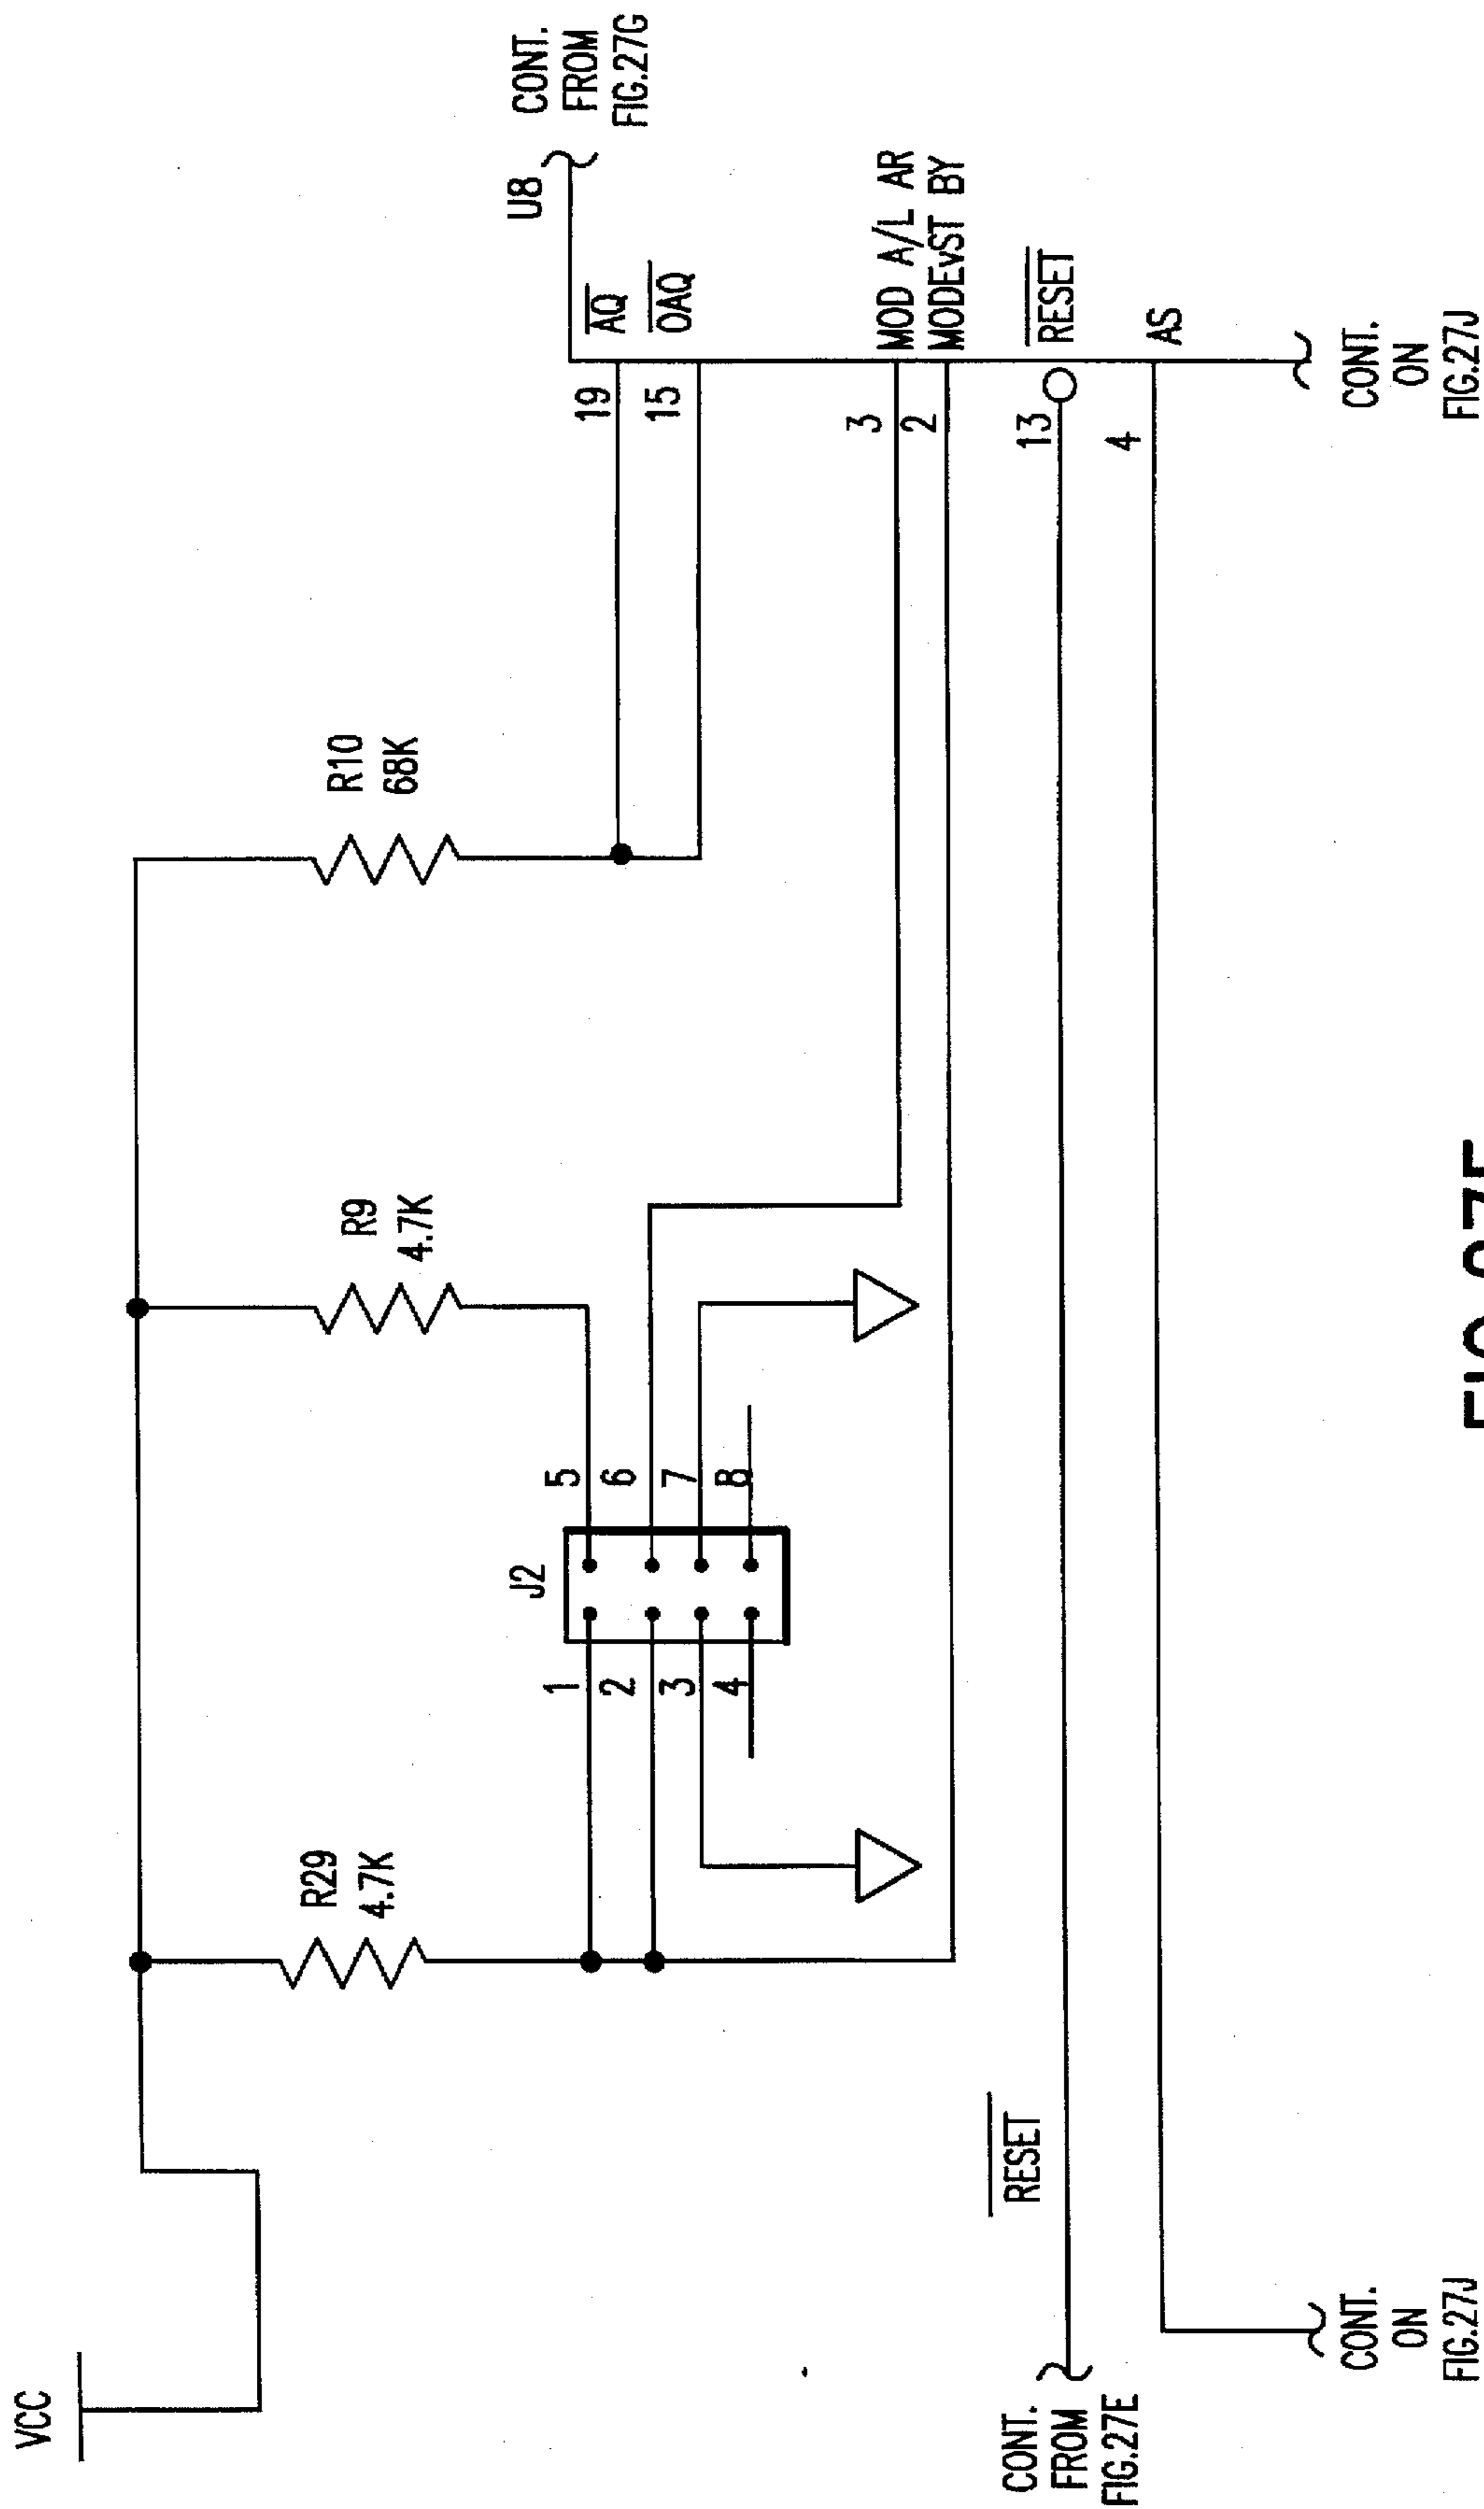 VCC
R29
4.7K
R9
4.7K
R10
68K
U8
CONT.
FROM
FIG.27G
J2
1
2
3
4
5
6
7
8
19
15
3
2
13
4
AQ
OAQ
MOD A/L AR
MODEvST BY
RESET
AS
RESET
CONT.
FROM
FIG.27E
CONT.
ON
FIG.27J
CONT.
ON
FIG.27J